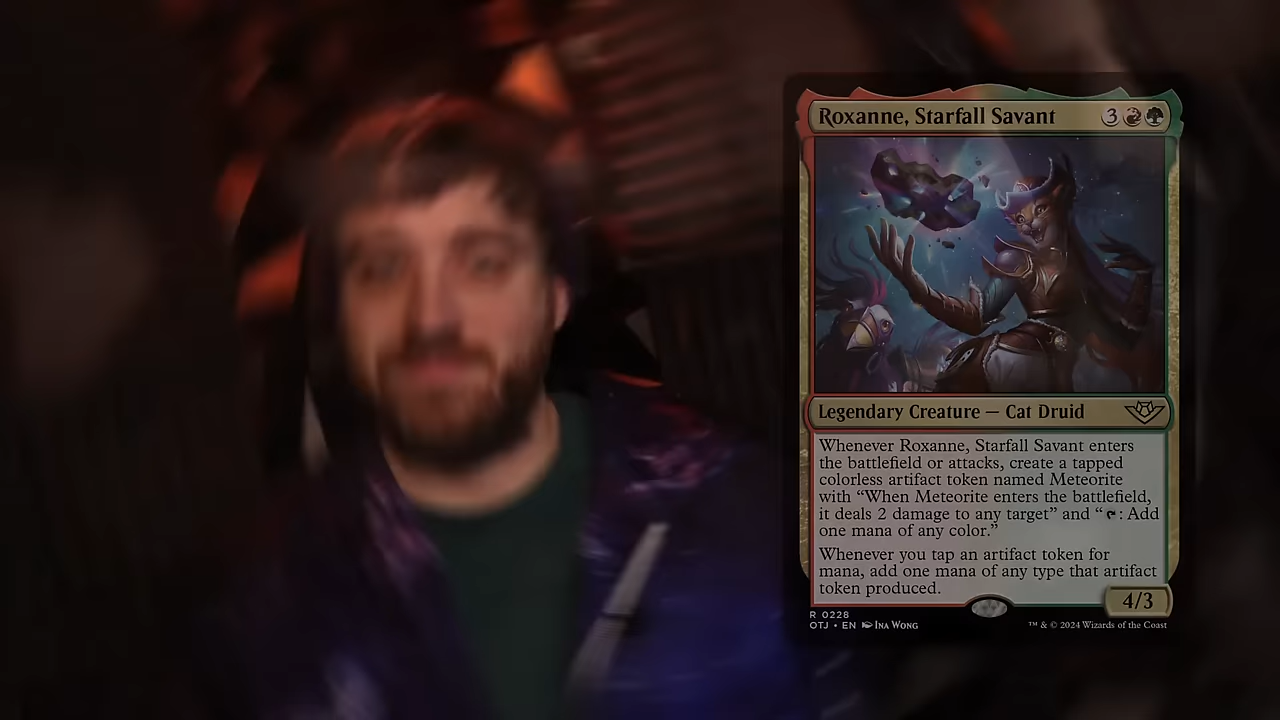 Roxanne, Starfall Savant 3
Legendary Creature — Cat Druid
Whenever Roxanne, Starfall Savant enters
the battlefield or attacks, create a tapped
colorless artifact token named Meteorite
with “When Meteorite enters the battlefield,
it deals 2 damage to any target” and “ : Add
one mana of any color.”
Whenever you tap an artifact token for
mana, add one mana of any type that artifact
token produced.
4/3
R 0228
OTJ • EN Ina Wong
™ & © 2024 Wizards of the Coast